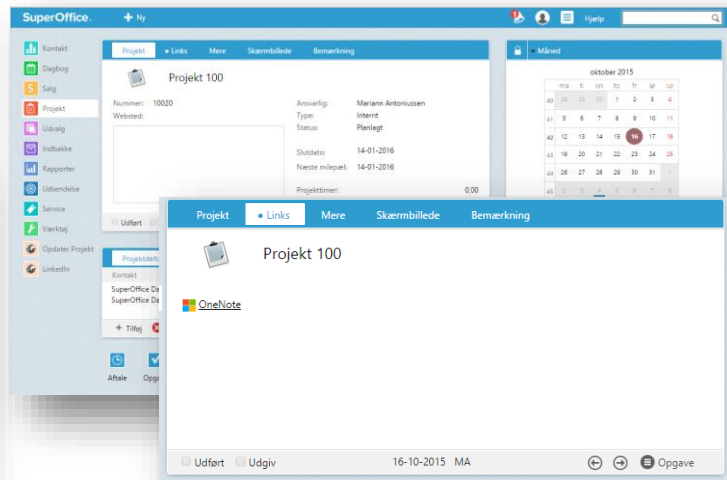 SuperOffice.
+ Ny
Hjælp
Kontakt
Dagbog
Salg
Projekt
Udvalg
Indbakke
Rapporter
Udsendelse
Service
Værktøj
Opdater Projekt
LinkedIn
Projekt • Links Mere Skærmbillede Bemærkning
Projekt 100
Nummer: 10020
Websted:
Ansvarlig: Mariann Antoniussen
Type: Internt
Status: Planlagt
Slutdato: 14-01-2016
Næste milepæl: 14-01-2016
Projekttimer: 0,00
Udført
• Måned
oktober 2015
ma ti on to fr lø sø
40 28 29 30 1 2 3 4
41 5 6 7 8 9 10 11
42 12 13 14 15 16 17 18
43 19 20 21 22 23 24 25
44 26 27 28 29 30 31 1
45 2 3 4 5 6 7 8
Projektdelta
Kontakt
SuperOffice Da
SuperOffice Da
+ Tilføj
Aftale Opga
Projekt • Links Mere Skærmbillede Bemærkning
Projekt 100
OneNote
Udført Udgiv 16-10-2015 MA Opgave